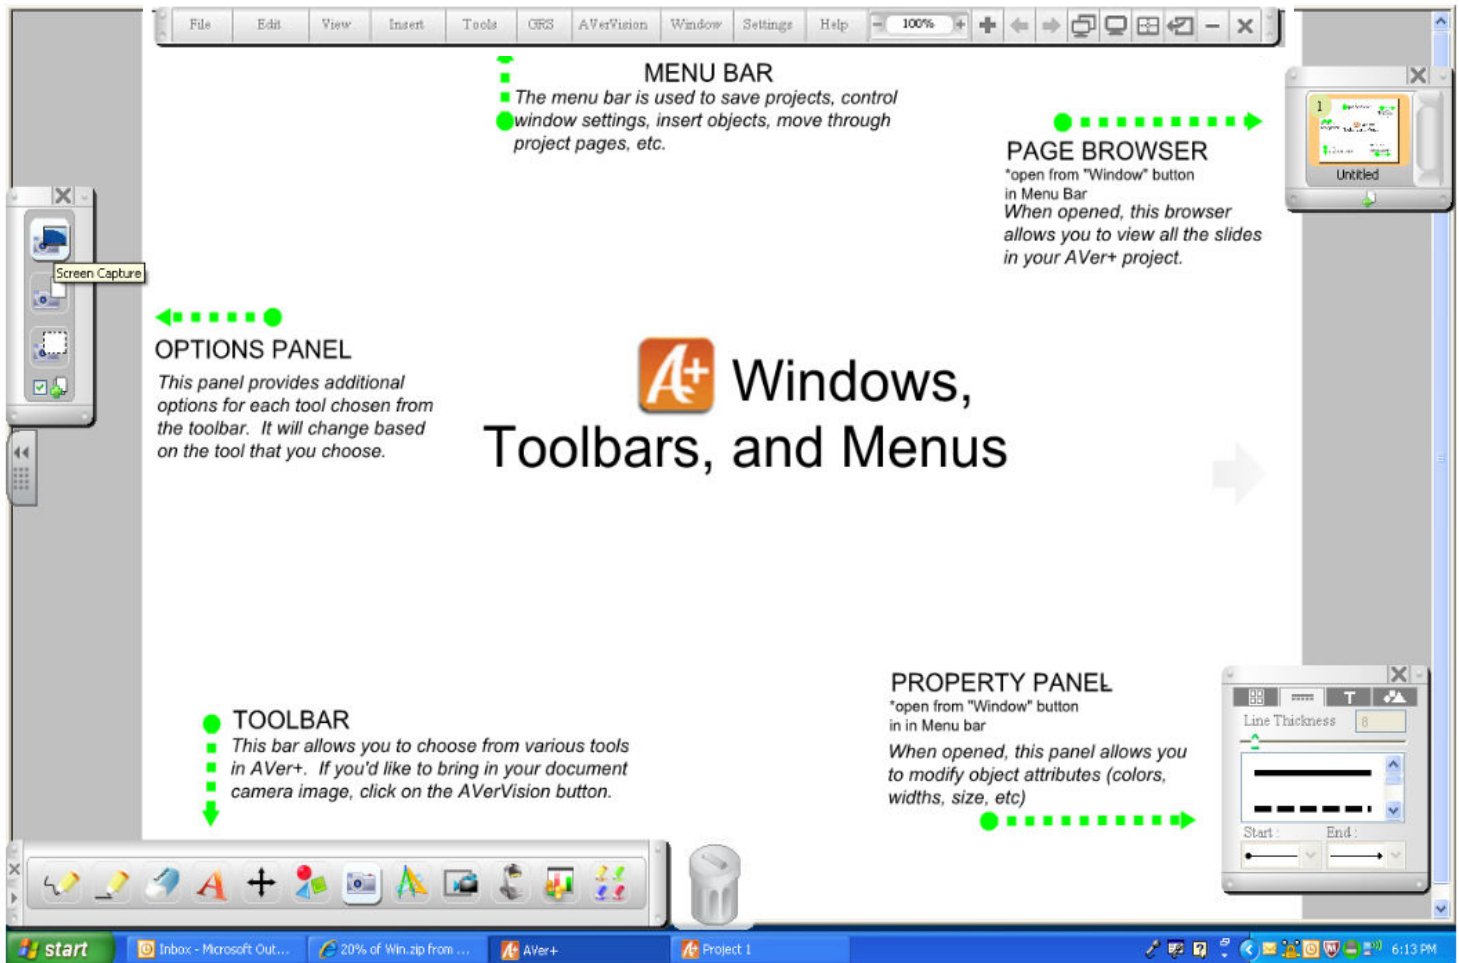 File Edit View Insert Tools GRS AVerVision Window Settings Help 100%
MENU BAR
The menu bar is used to save projects, control
window settings, insert objects, move through
project pages, etc.
PAGE BROWSER
*open from "Window" button
in Menu Bar
When opened, this browser
allows you to view all the slides
in your AVer+ project.
1
Untitled
Screen Capture
OPTIONS PANEL
This panel provides additional
options for each tool chosen from
the toolbar. It will change based
on the tool that you choose.
A+ Windows,
Toolbars, and Menus
PROPERTY PANEL
*open from "Window" button
in in Menu bar
When opened, this panel allows you
to modify object attributes (colors,
widths, size, etc)
T
Line Thickness 8
Start : End :
TOOLBAR
This bar allows you to choose from various tools
in AVer+. If you'd like to bring in your document
camera image, click on the AVerVision button.
A
start Inbox - Microsoft Out... 20% of Win.zip from ... A+ AVer+ A+ Project 1 6:13 PM